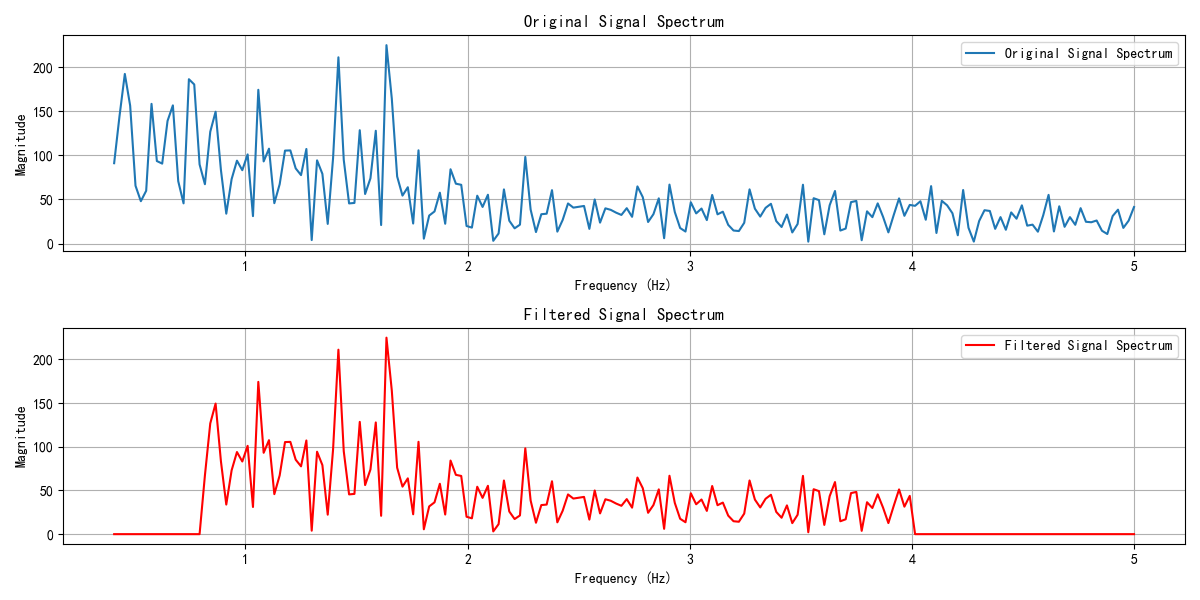 Original Signal Spectrum
Original Signal Spectrum
Magnitude
200
150
100
50
0
1 2 3 4 5
Frequency (Hz)
Filtered Signal Spectrum
Filtered Signal Spectrum
Magnitude
200
150
100
50
0
1 2 3 4 5
Frequency (Hz)